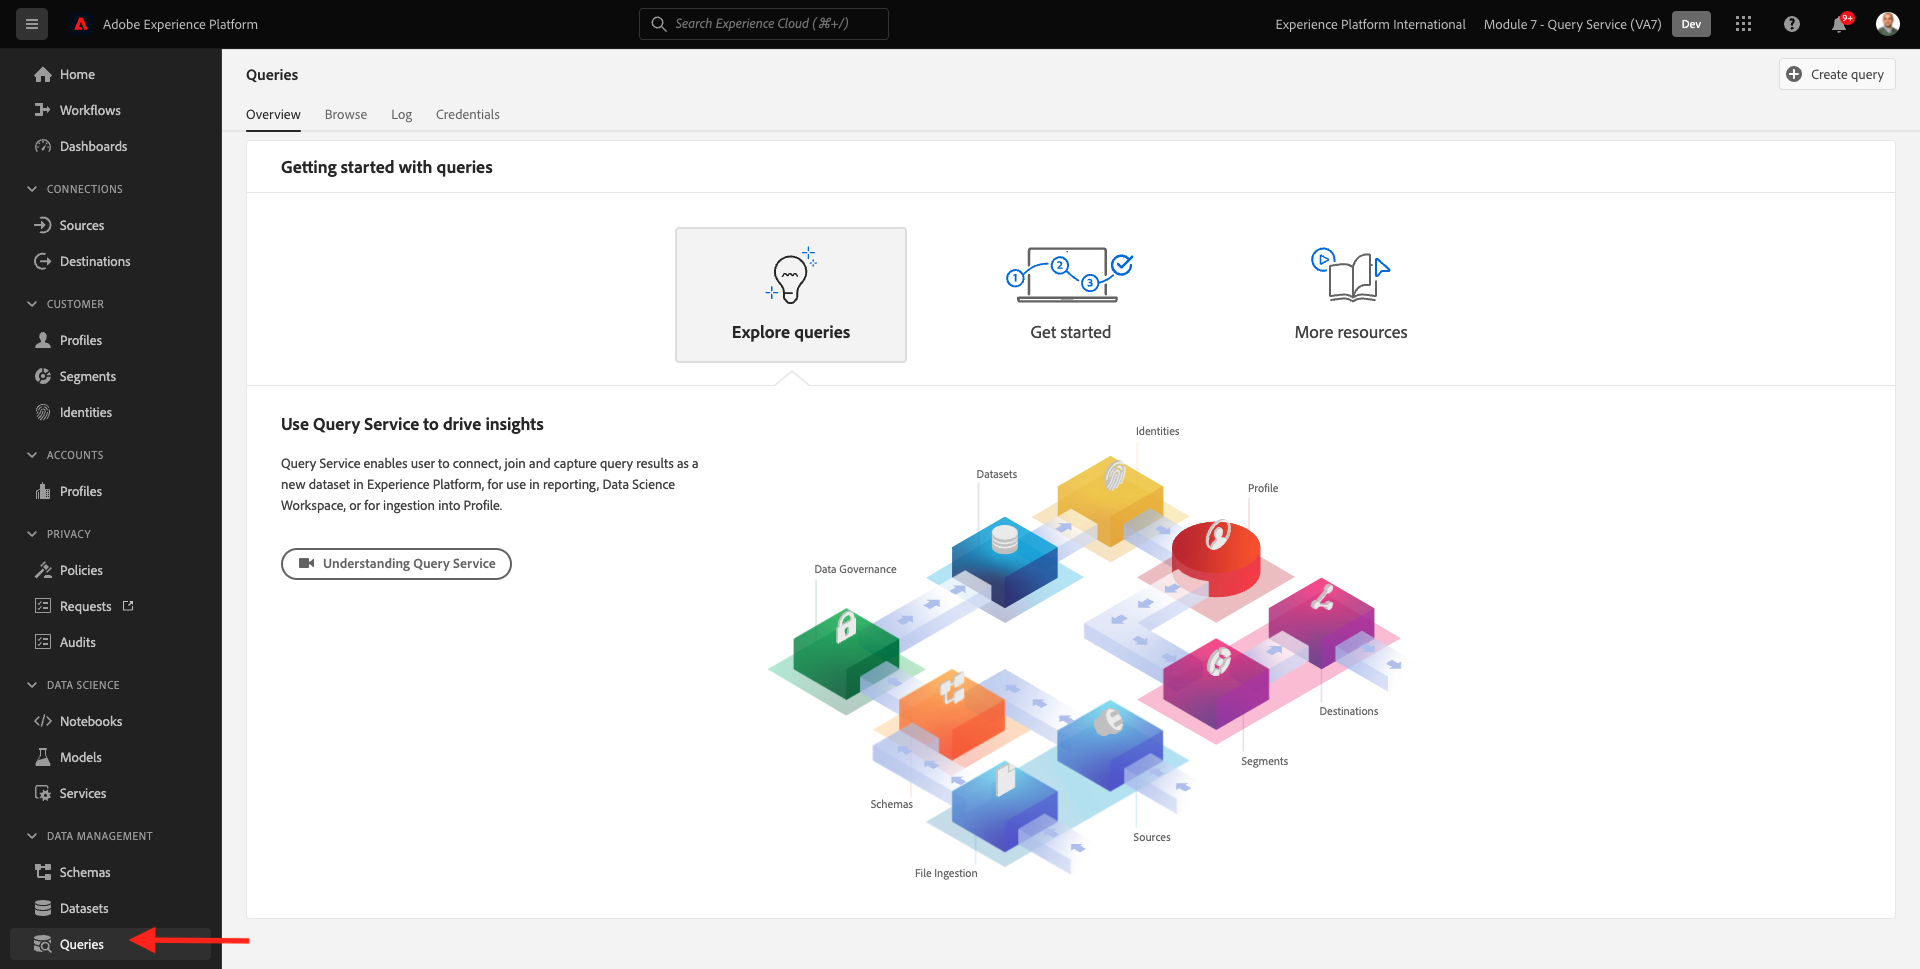 Adobe Experience Platform
Search Experience Cloud (⌘+/)
Experience Platform International
Module 7 - Query Service (VA7)
Dev
9+
Home
Workflows
Dashboards
CONNECTIONS
Sources
Destinations
CUSTOMER
Profiles
Segments
Identities
ACCOUNTS
Profiles
PRIVACY
Policies
Requests
Audits
DATA SCIENCE
Notebooks
Models
Services
DATA MANAGEMENT
Schemas
Datasets
Queries
Queries
Create query
Overview
Browse
Log
Credentials
Getting started with queries
Explore queries
1
2
3
Get started
More resources
Use Query Service to drive insights
Query Service enables user to connect, join and capture query results as a
new dataset in Experience Platform, for use in reporting, Data Science
Workspace, or for ingestion into Profile.
Understanding Query Service
Identities
Datasets
Profile
Data Governance
Destinations
Segments
Schemas
Sources
File Ingestion